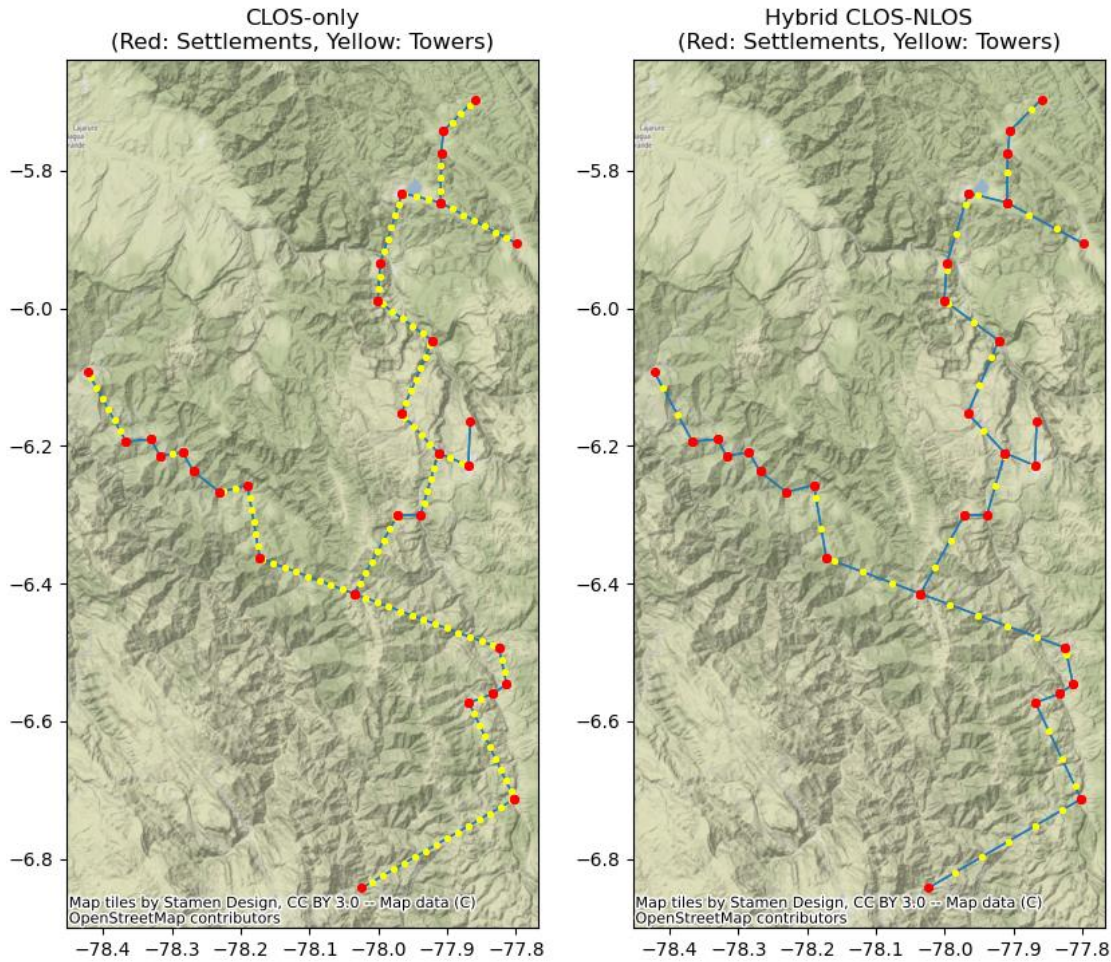 CLOS-only
(Red: Settlements, Yellow: Towers)
−5.8
−6.0
−6.2
−6.4
−6.6
−6.8
Map tiles by Stamen Design, CC BY 3.0 -- Map data (C)
OpenStreetMap contributors
−78.4 −78.3 −78.2 −78.1 −78.0 −77.9 −77.8
Hybrid CLOS-NLOS
(Red: Settlements, Yellow: Towers)
−5.8
−6.0
−6.2
−6.4
−6.6
−6.8
Map tiles by Stamen Design, CC BY 3.0 -- Map data (C)
OpenStreetMap contributors
−78.4 −78.3 −78.2 −78.1 −78.0 −77.9 −77.8